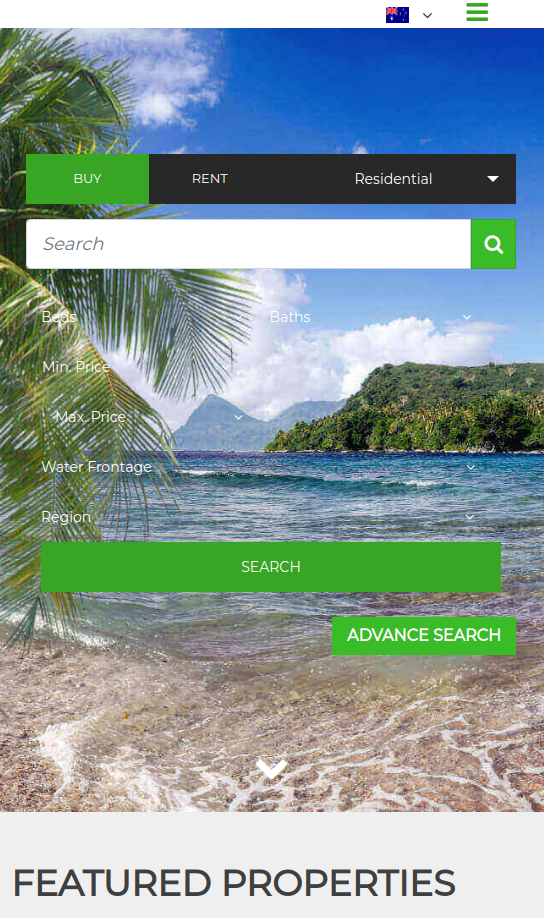 BUY RENT Residential
Search
Beds Baths
Min. Price
Max. Price
Water Frontage
Region
SEARCH
ADVANCE SEARCH
FEATURED PROPERTIES